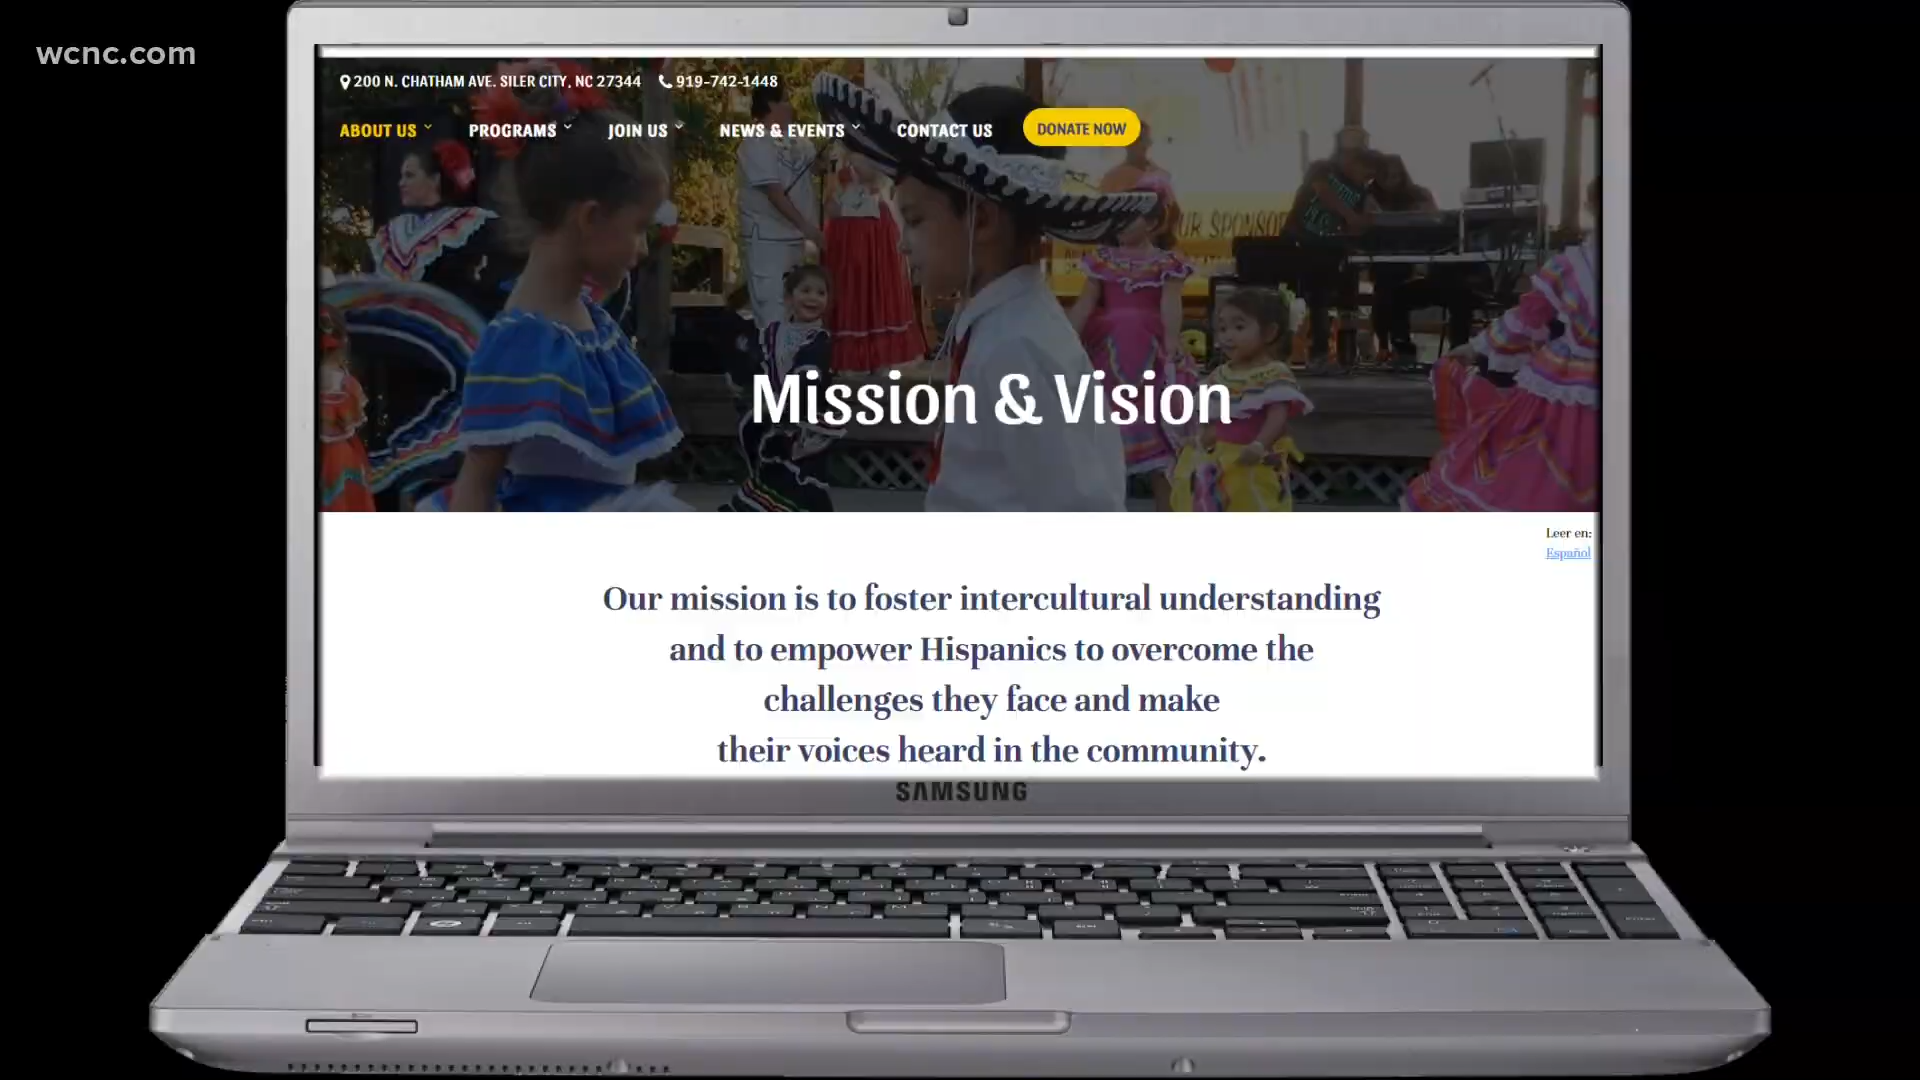 wcnc.com
200 N. CHATHAM AVE. SILER CITY, NC 27344 919-742-1448
ABOUT US PROGRAMS JOIN US NEWS & EVENTS CONTACT US DONATE NOW
UR SPONSOR
Mission & Vision
Leer en:
Español
Our mission is to foster intercultural understanding
and to empower Hispanics to overcome the
challenges they face and make
their voices heard in the community.
SAMSUNG